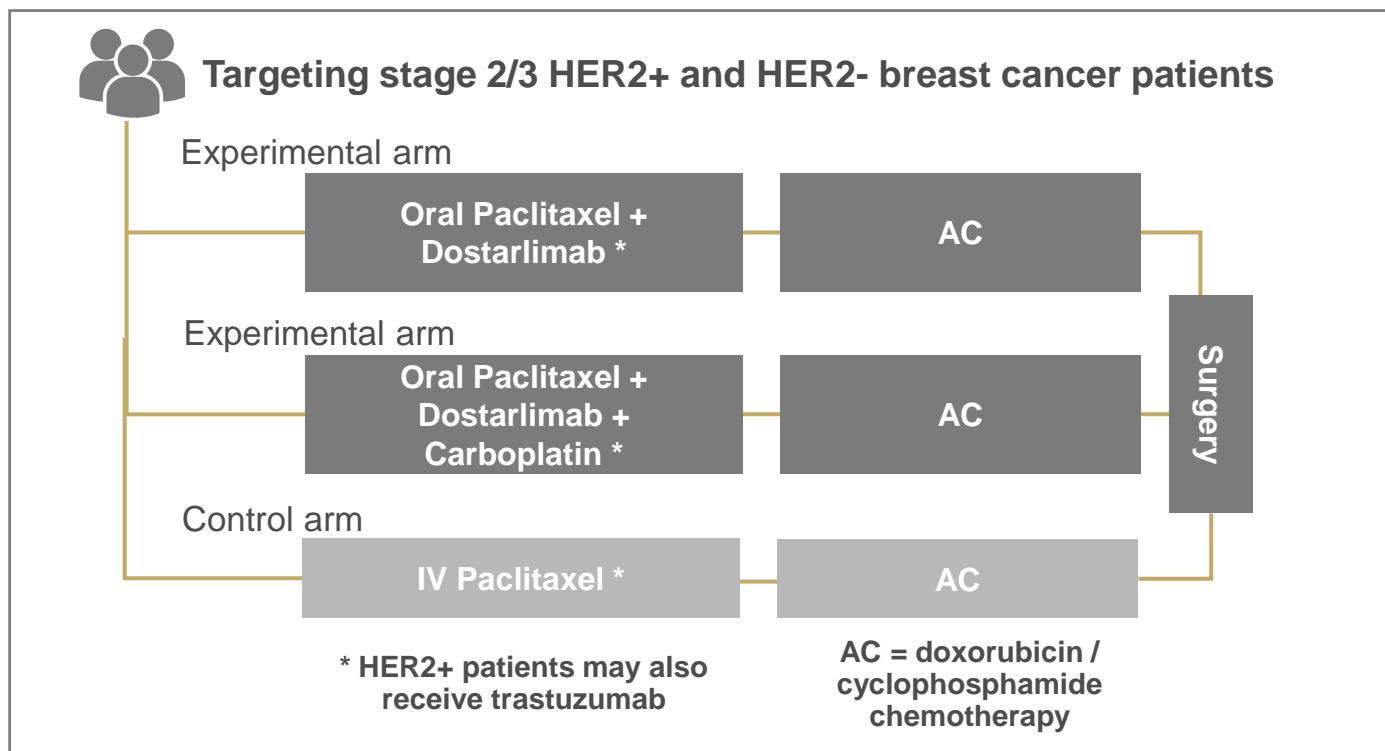 Targeting stage 2/3 HER2+ and HER2- breast cancer patients
Experimental arm
Oral Paclitaxel +
Dostarlimab *
AC
Experimental arm
Oral Paclitaxel +
Dostarlimab +
Carboplatin *
AC
Surgery
Control arm
IV Paclitaxel *
AC
* HER2+ patients may also
receive trastuzumab
AC = doxorubicin /
cyclophosphamide
chemotherapy